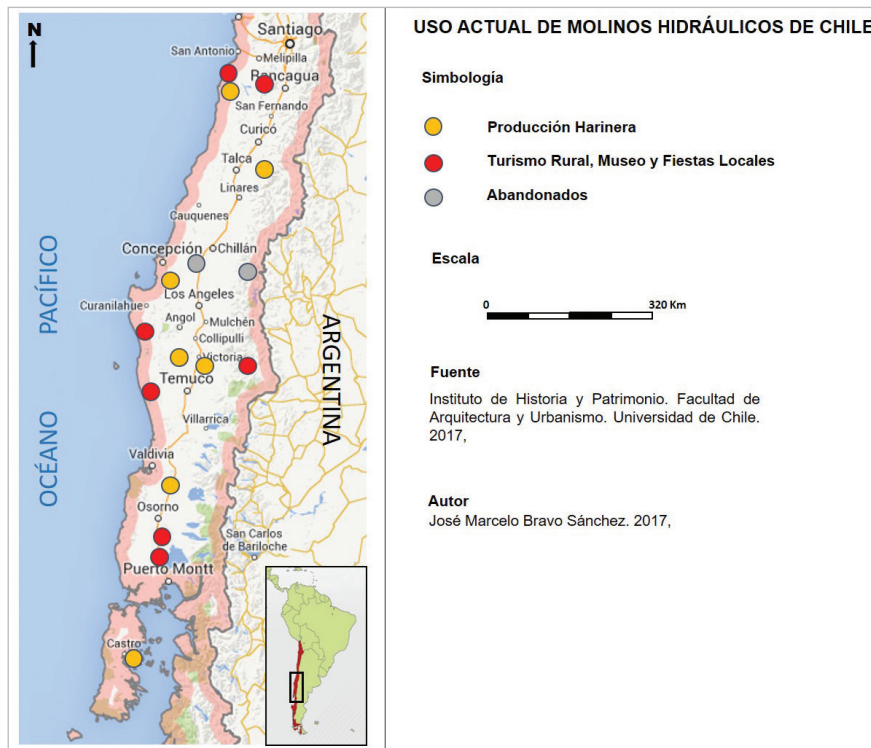 N
Santiago
San Antonio
Melipilla
Rancagua
San Fernando
Curicó
Talca
Linares
Cauquenes
Chillán
Concepción
Los Angeles
Curanilahue
Angol
Mulchén
Collipulli
Victoria
Temuco
Villarrica
Valdivia
Osorno
San Carlos
de Bariloche
Puerto Montt
Castro
OCÉANO PACÍFICO
ARGENTINA
USO ACTUAL DE MOLINOS HIDRÁULICOS DE CHILE
Simbología
Producción Harinera
Turismo Rural, Museo y Fiestas Locales
Abandonados
Escala
0 320 Km
Fuente
Instituto de Historia y Patrimonio. Facultad de
Arquitectura y Urbanismo. Universidad de Chile.
2017,
Autor
José Marcelo Bravo Sánchez. 2017,